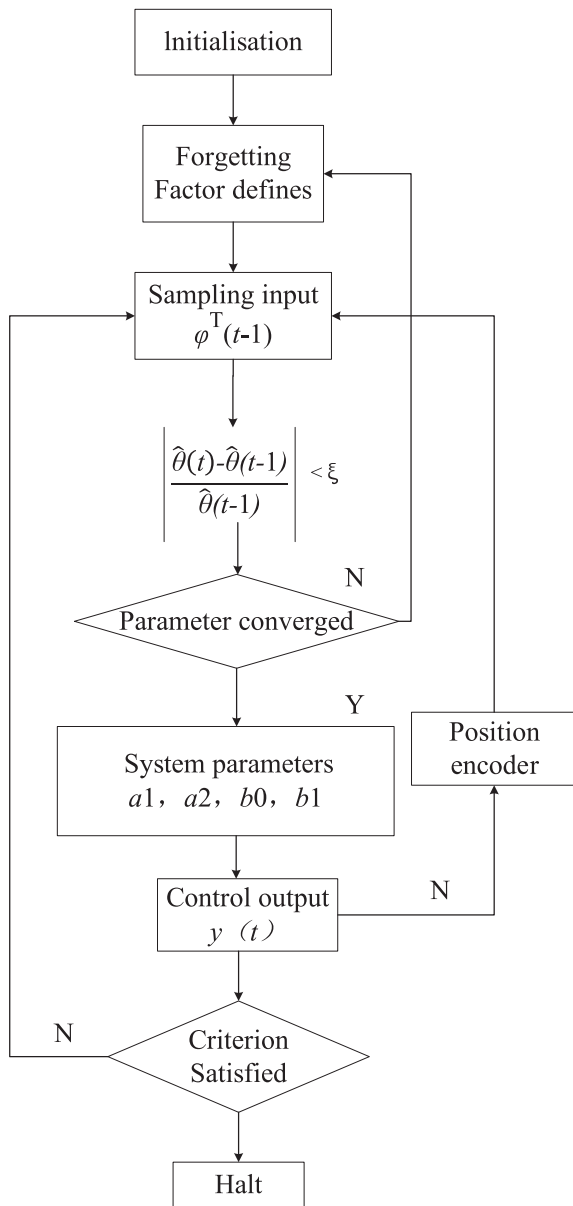 Initialisation
Forgetting
Factor defines
Sampling input
φᵀ(t-1)
|θ̂(t)-θ̂(t-1) / θ̂(t-1)| < ξ
N
Parameter converged
Y
System parameters
a1, a2, b0, b1
Position
encoder
Control output
y (t)
N
N
Criterion
Satisfied
Halt